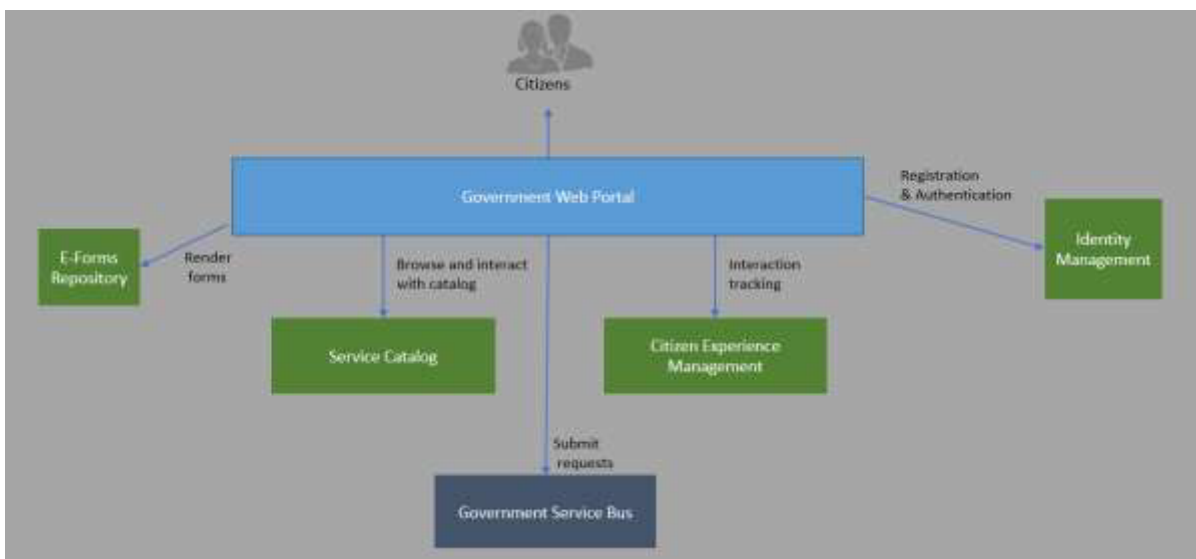 Citizens
Government Web Portal
Registration
& Authentication
E-Forms
Repository
Render
forms
Browse and interact
with catalog
Interaction
tracking
Identity
Management
Service Catalog
Citizen Experience
Management
Submit
requests
Government Service Bus